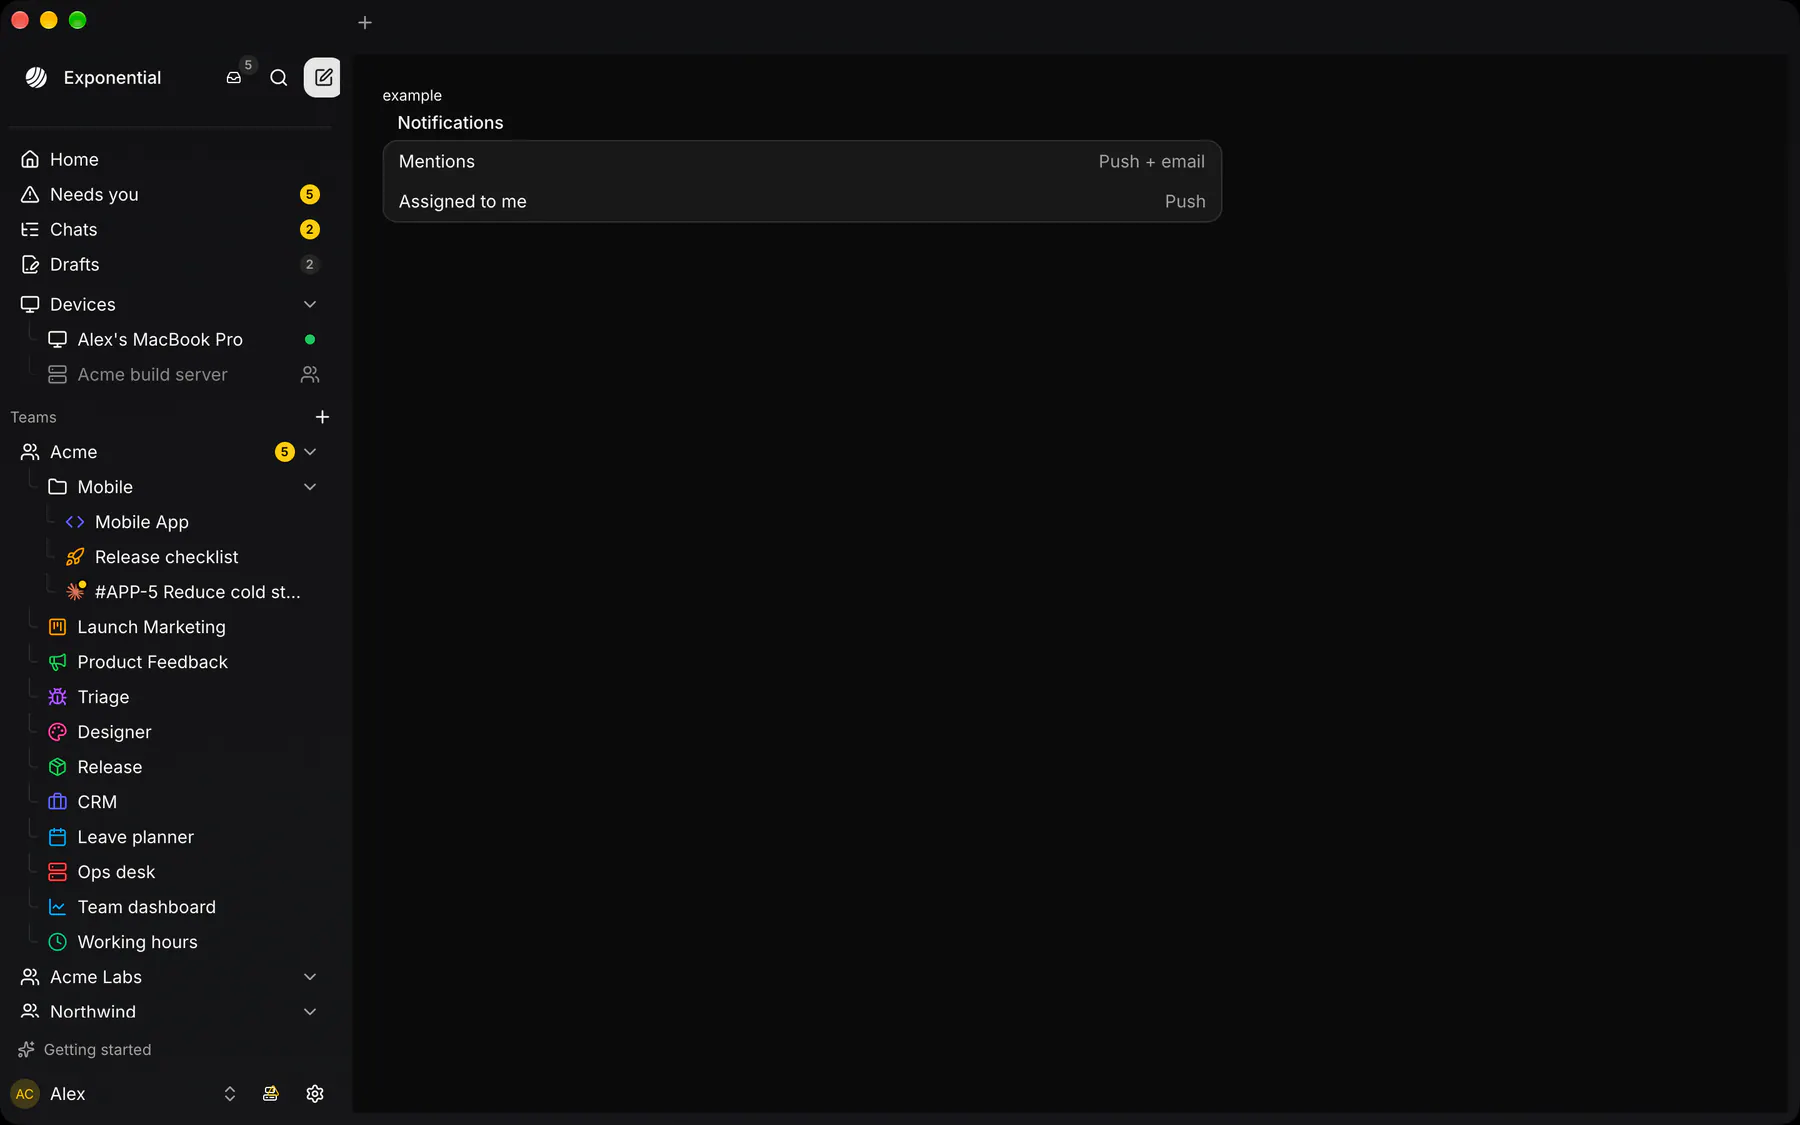 Exponential
5
Home
Needs you
5
Chats
2
Drafts
2
Devices
Alex's MacBook Pro
Acme build server
Teams
Acme
5
Mobile
Mobile App
Release checklist
#APP-5 Reduce cold st...
Launch Marketing
Product Feedback
Triage
Designer
Release
CRM
Leave planner
Ops desk
Team dashboard
Working hours
Acme Labs
Northwind
Getting started
AC
Alex
example
Notifications
Mentions
Push + email
Assigned to me
Push